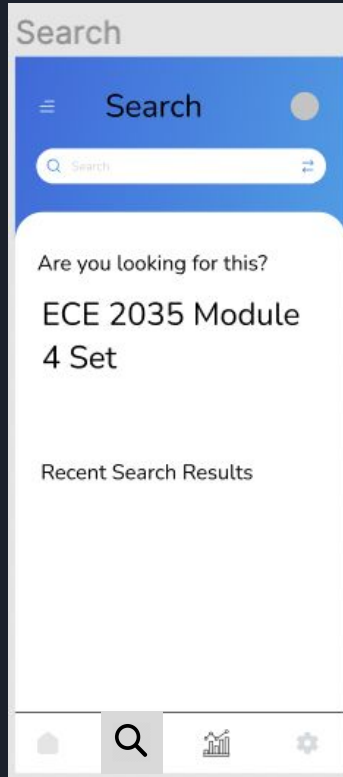 Search
Search
Search
Are you looking for this?
ECE 2035 Module
4 Set
Recent Search Results